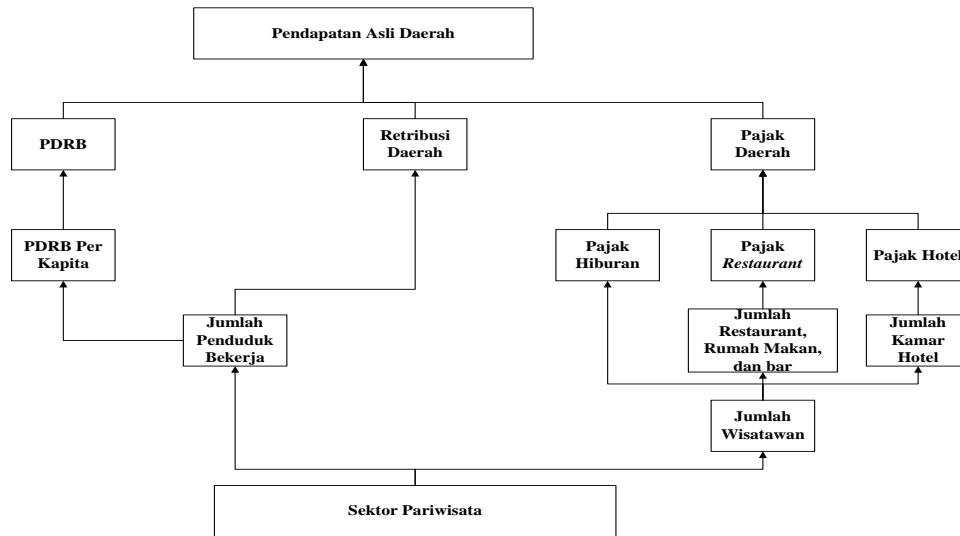 Pendapatan Asli Daerah
PDRB
Retribusi
Daerah
Pajak
Daerah
PDRB Per
Kapita
Pajak
Hiburan
Pajak
Restaurant
Pajak Hotel
Jumlah
Penduduk
Bekerja
Jumlah
Restaurant,
Rumah Makan,
dan bar
Jumlah
Kamar
Hotel
Jumlah
Wisatawan
Sektor Pariwisata